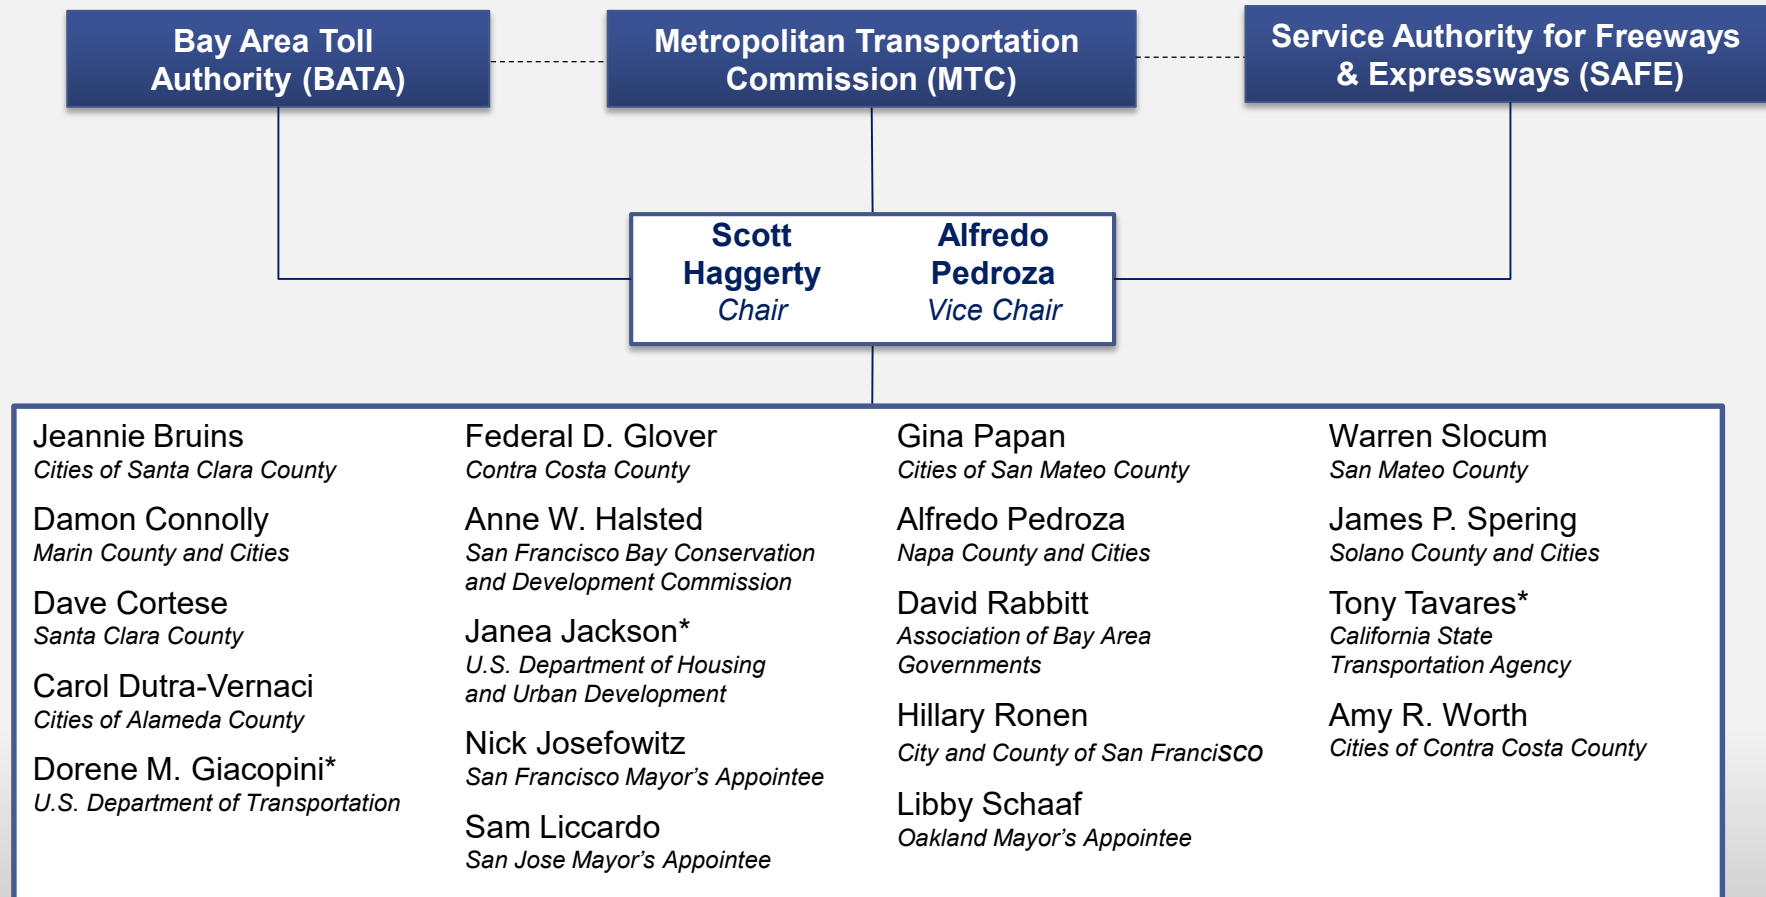 Bay Area Toll
Authority (BATA)
Metropolitan Transportation
Commission (MTC)
Service Authority for Freeways
& Expressways (SAFE)
Scott
Haggerty
Chair
Alfredo
Pedroza
Vice Chair
Jeannie Bruins
Cities of Santa Clara County
Damon Connolly
Marin County and Cities
Dave Cortese
Santa Clara County
Carol Dutra-Vernaci
Cities of Alameda County
Dorene M. Giacopini*
U.S. Department of Transportation
Federal D. Glover
Contra Costa County
Anne W. Halsted
San Francisco Bay Conservation
and Development Commission
Janea Jackson*
U.S. Department of Housing
and Urban Development
Nick Josefowitz
San Francisco Mayor's Appointee
Sam Liccardo
San Jose Mayor's Appointee
Gina Papan
Cities of San Mateo County
Alfredo Pedroza
Napa County and Cities
David Rabbitt
Association of Bay Area
Governments
Hillary Ronen
City and County of San Francisco
Libby Schaaf
Oakland Mayor's Appointee
Warren Slocum
San Mateo County
James P. Spering
Solano County and Cities
Tony Tavares*
California State
Transportation Agency
Amy R. Worth
Cities of Contra Costa County